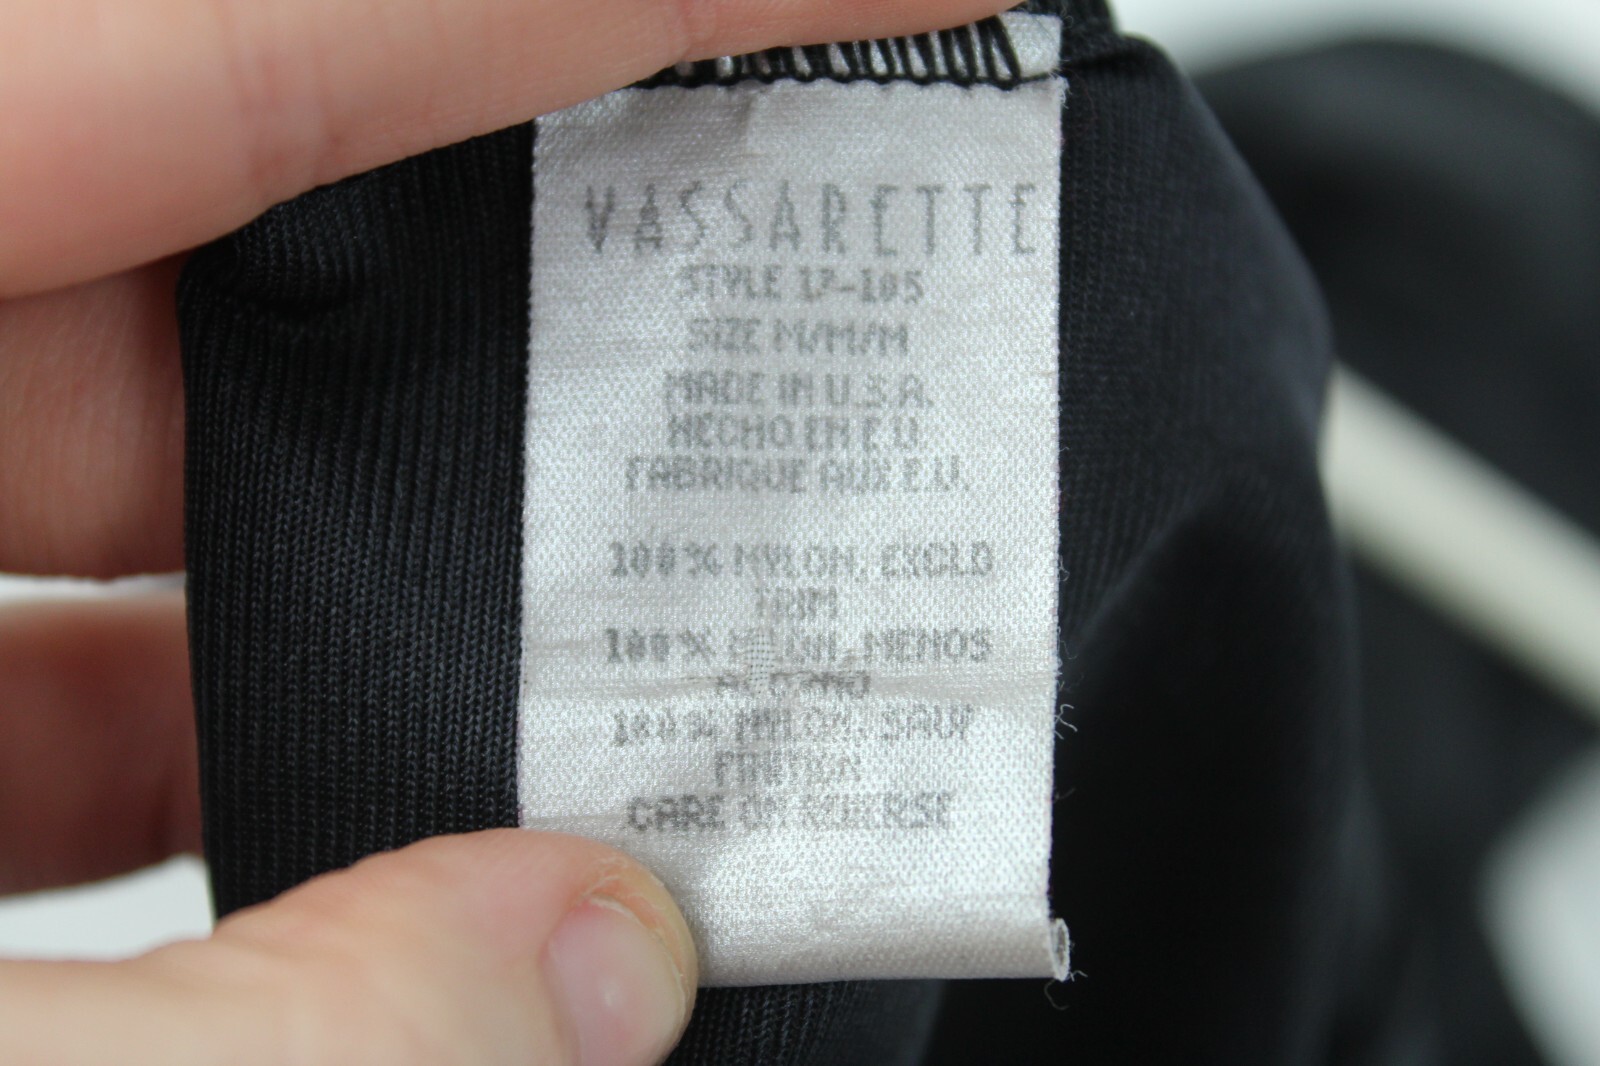 VASSARETTE
STYLE 17-105
SIZE M/M/M
MADE IN U.S.A.
HECHO EN E.U.
FABRIQUE AUX E.U.
100% NYLON, EXCLD
TRIM
100% NYLON, MENOS
ADORNO
100% NYLON, SAUF
CARE ON REVERSE